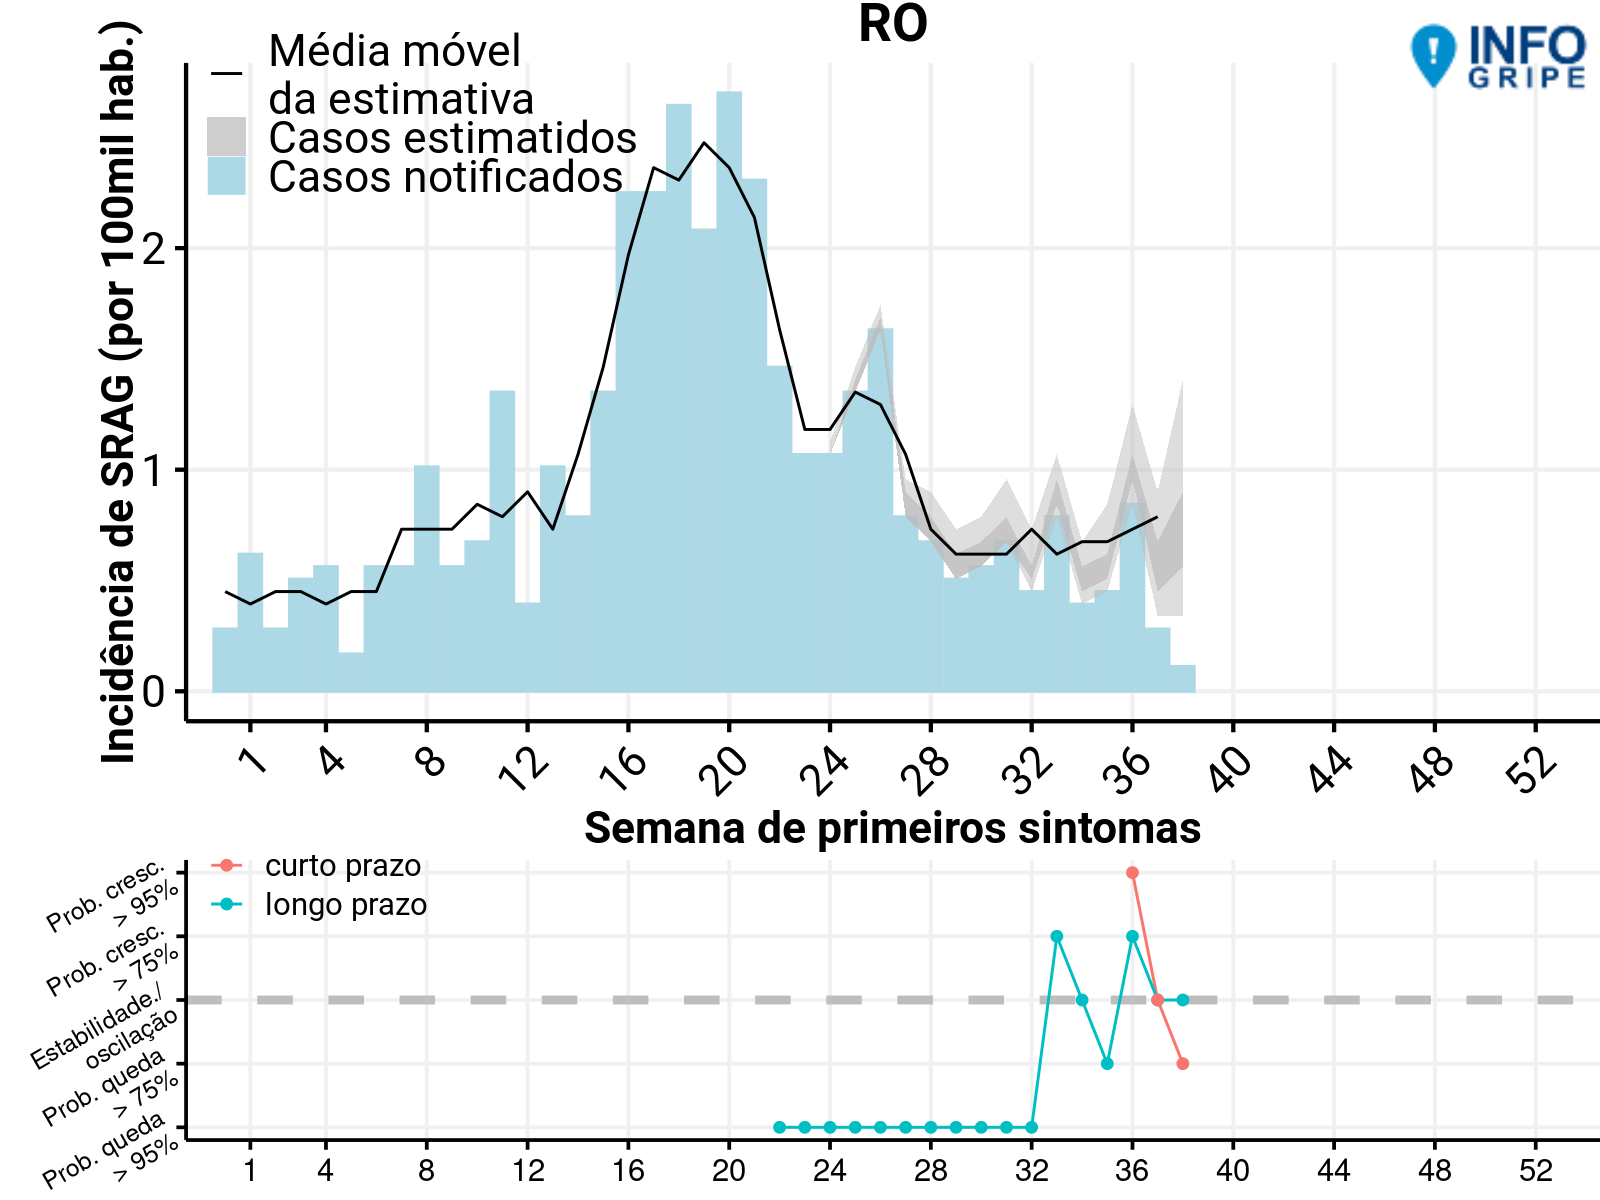 RO
INFO
GRIPE
Média móvel
da estimativa
Casos estimatidos
Casos notificados
Incidência de SRAG (por 100mil hab.)
2
1
0
1 4 8 12 16 20 24 28 32 36 40 44 48 52
Semana de primeiros sintomas
curto prazo
longo prazo
Prob. cresc.
> 95%
Prob. cresc.
> 75%
Estabilidade./
oscilação
Prob. queda
> 75%
Prob. queda
> 95%
1 4 8 12 16 20 24 28 32 36 40 44 48 52